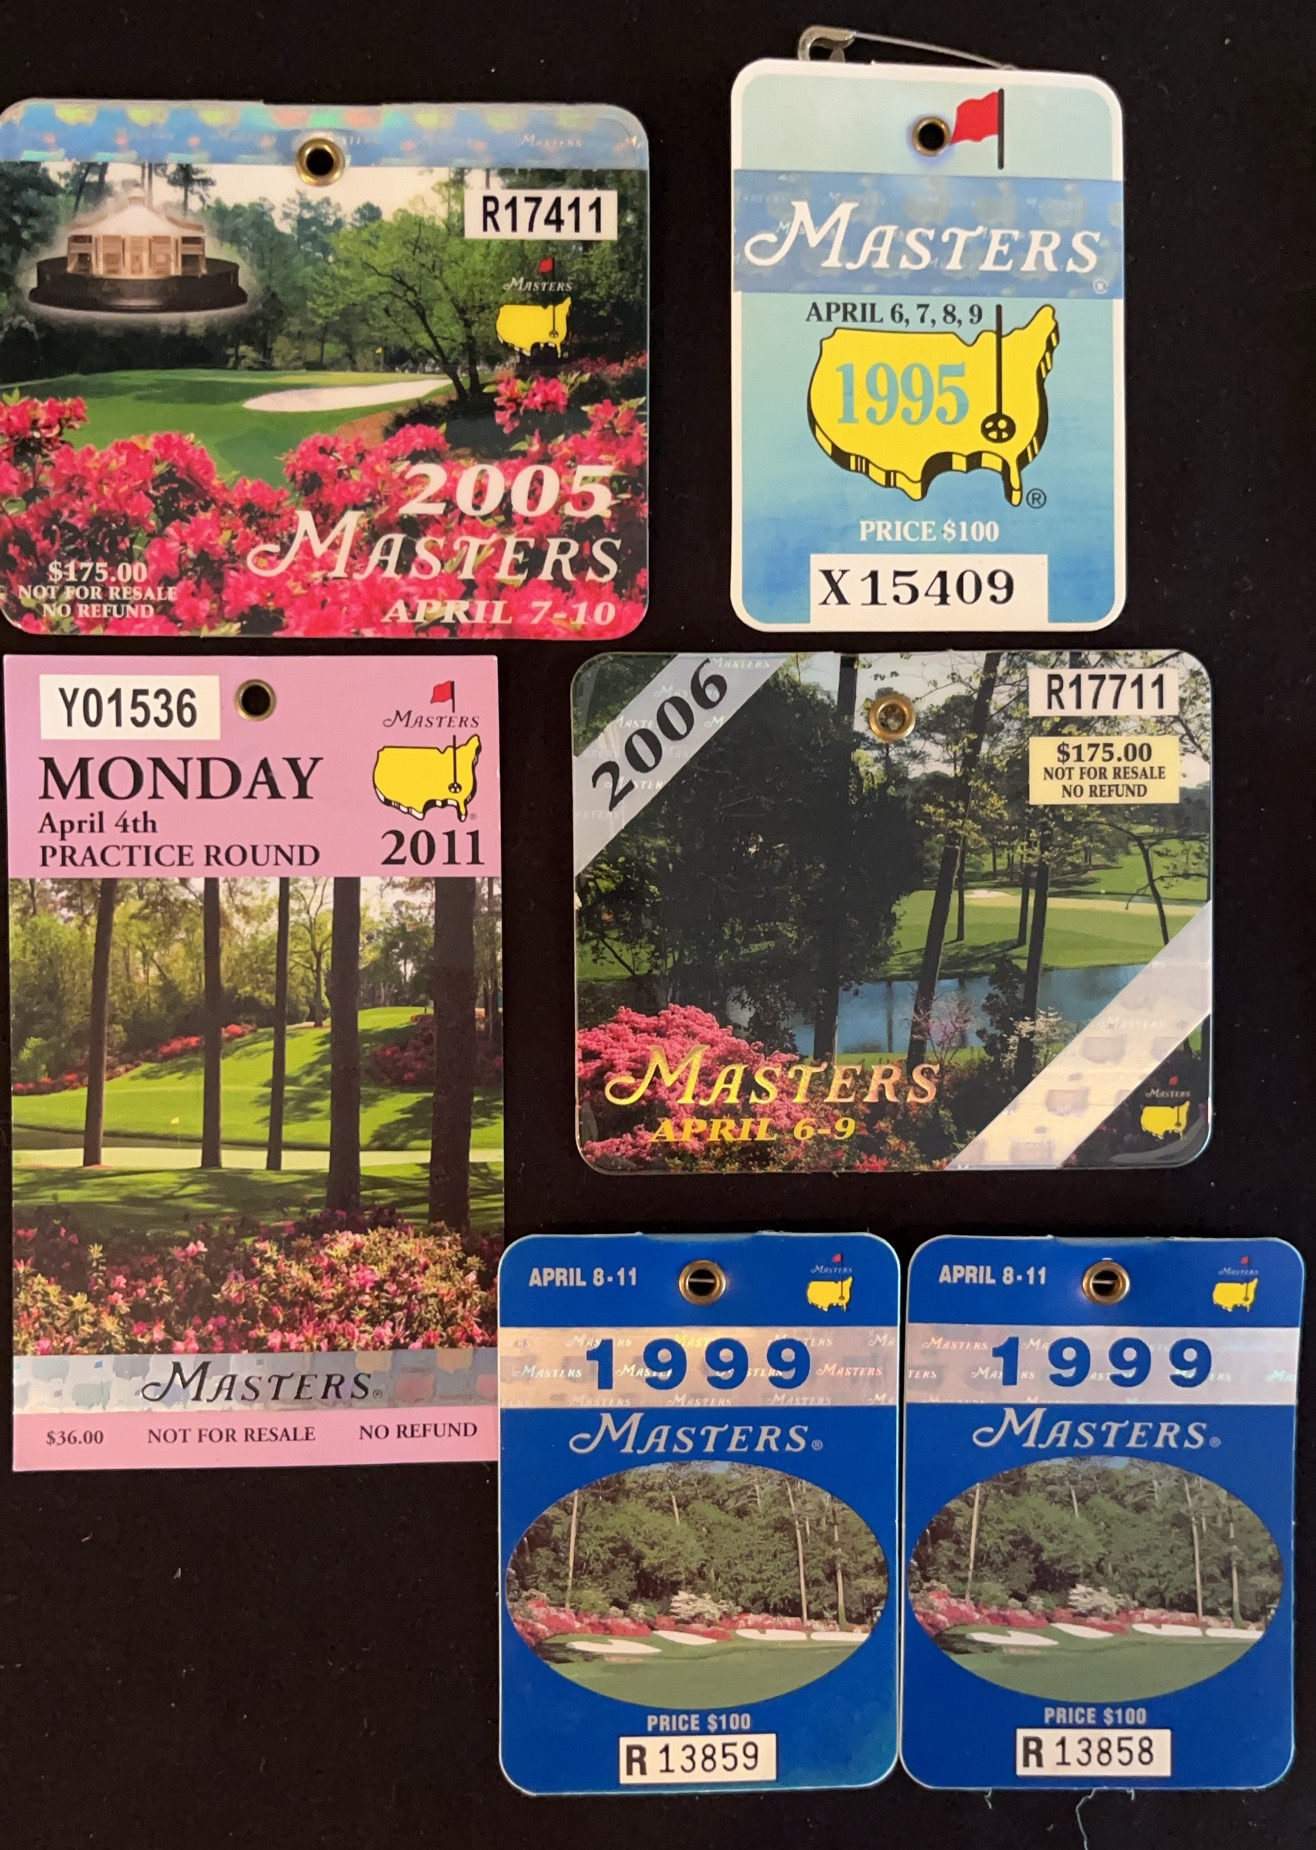 R17411
MASTERS
2005
MASTERS
$175.00
NOT FOR RESALE
NO REFUND
APRIL 7-10
MASTERS
®
APRIL 6, 7, 8, 9
1995
®
PRICE $100
X15409
Y01536
MASTERS
MONDAY
April 4th
PRACTICE ROUND
2011
MASTERS®
$36.00 NOT FOR RESALE NO REFUND
2006
R17711
$175.00
NOT FOR RESALE
NO REFUND
MASTERS
APRIL 6-9
MASTERS
APRIL 8-11
MASTERS
1999
MASTERS®
PRICE $100
R 13859
APRIL 8-11
MASTERS
1999
MASTERS®
PRICE $100
R 13858